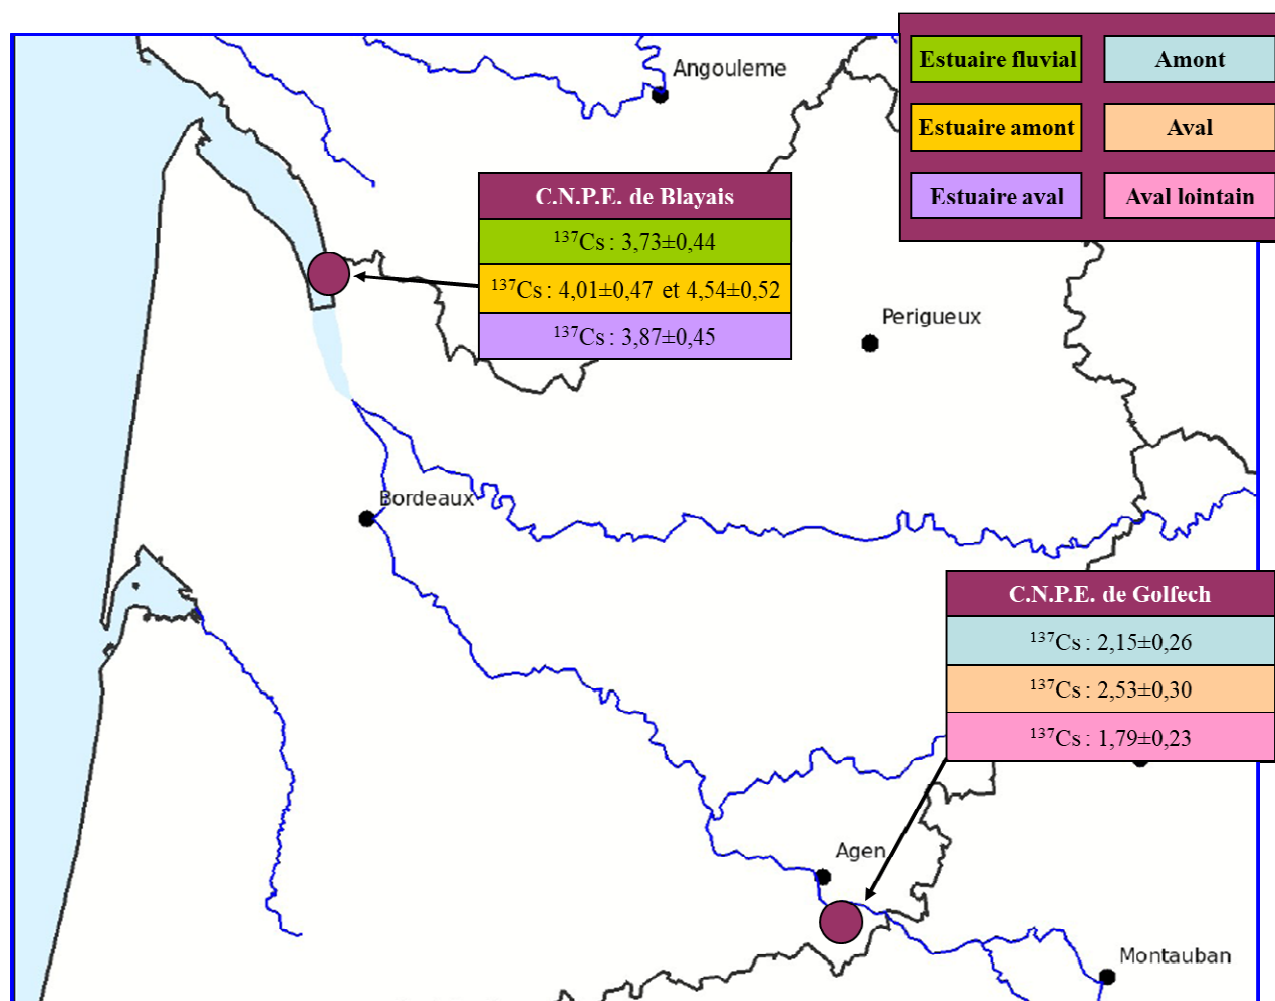 Angouleme
Estuaire fluvial
Amont
Estuaire amont
Aval
Estuaire aval
Aval lointain
C.N.P.E. de Blayais
¹³⁷Cs : 3,73±0,44
¹³⁷Cs : 4,01±0,47 et 4,54±0,52
¹³⁷Cs : 3,87±0,45
Perigueux
Bordeaux
C.N.P.E. de Golfech
¹³⁷Cs : 2,15±0,26
¹³⁷Cs : 2,53±0,30
¹³⁷Cs : 1,79±0,23
Agen
Montauban